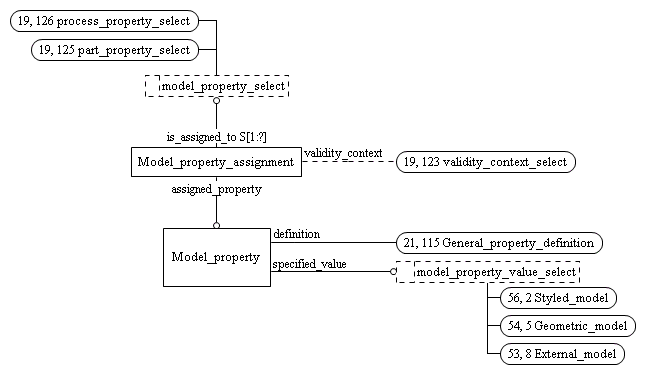 19, 126 process_property_select
19, 125 part_property_select
model_property_select
is_assigned_to S[1:?]
Model_property_assignment
validity_context
19, 123 validity_context_select
assigned_property
Model_property
definition
21, 115 General_property_definition
specified_value
model_property_value_select
56, 2 Styled_model
54, 5 Geometric_model
53, 8 External_model